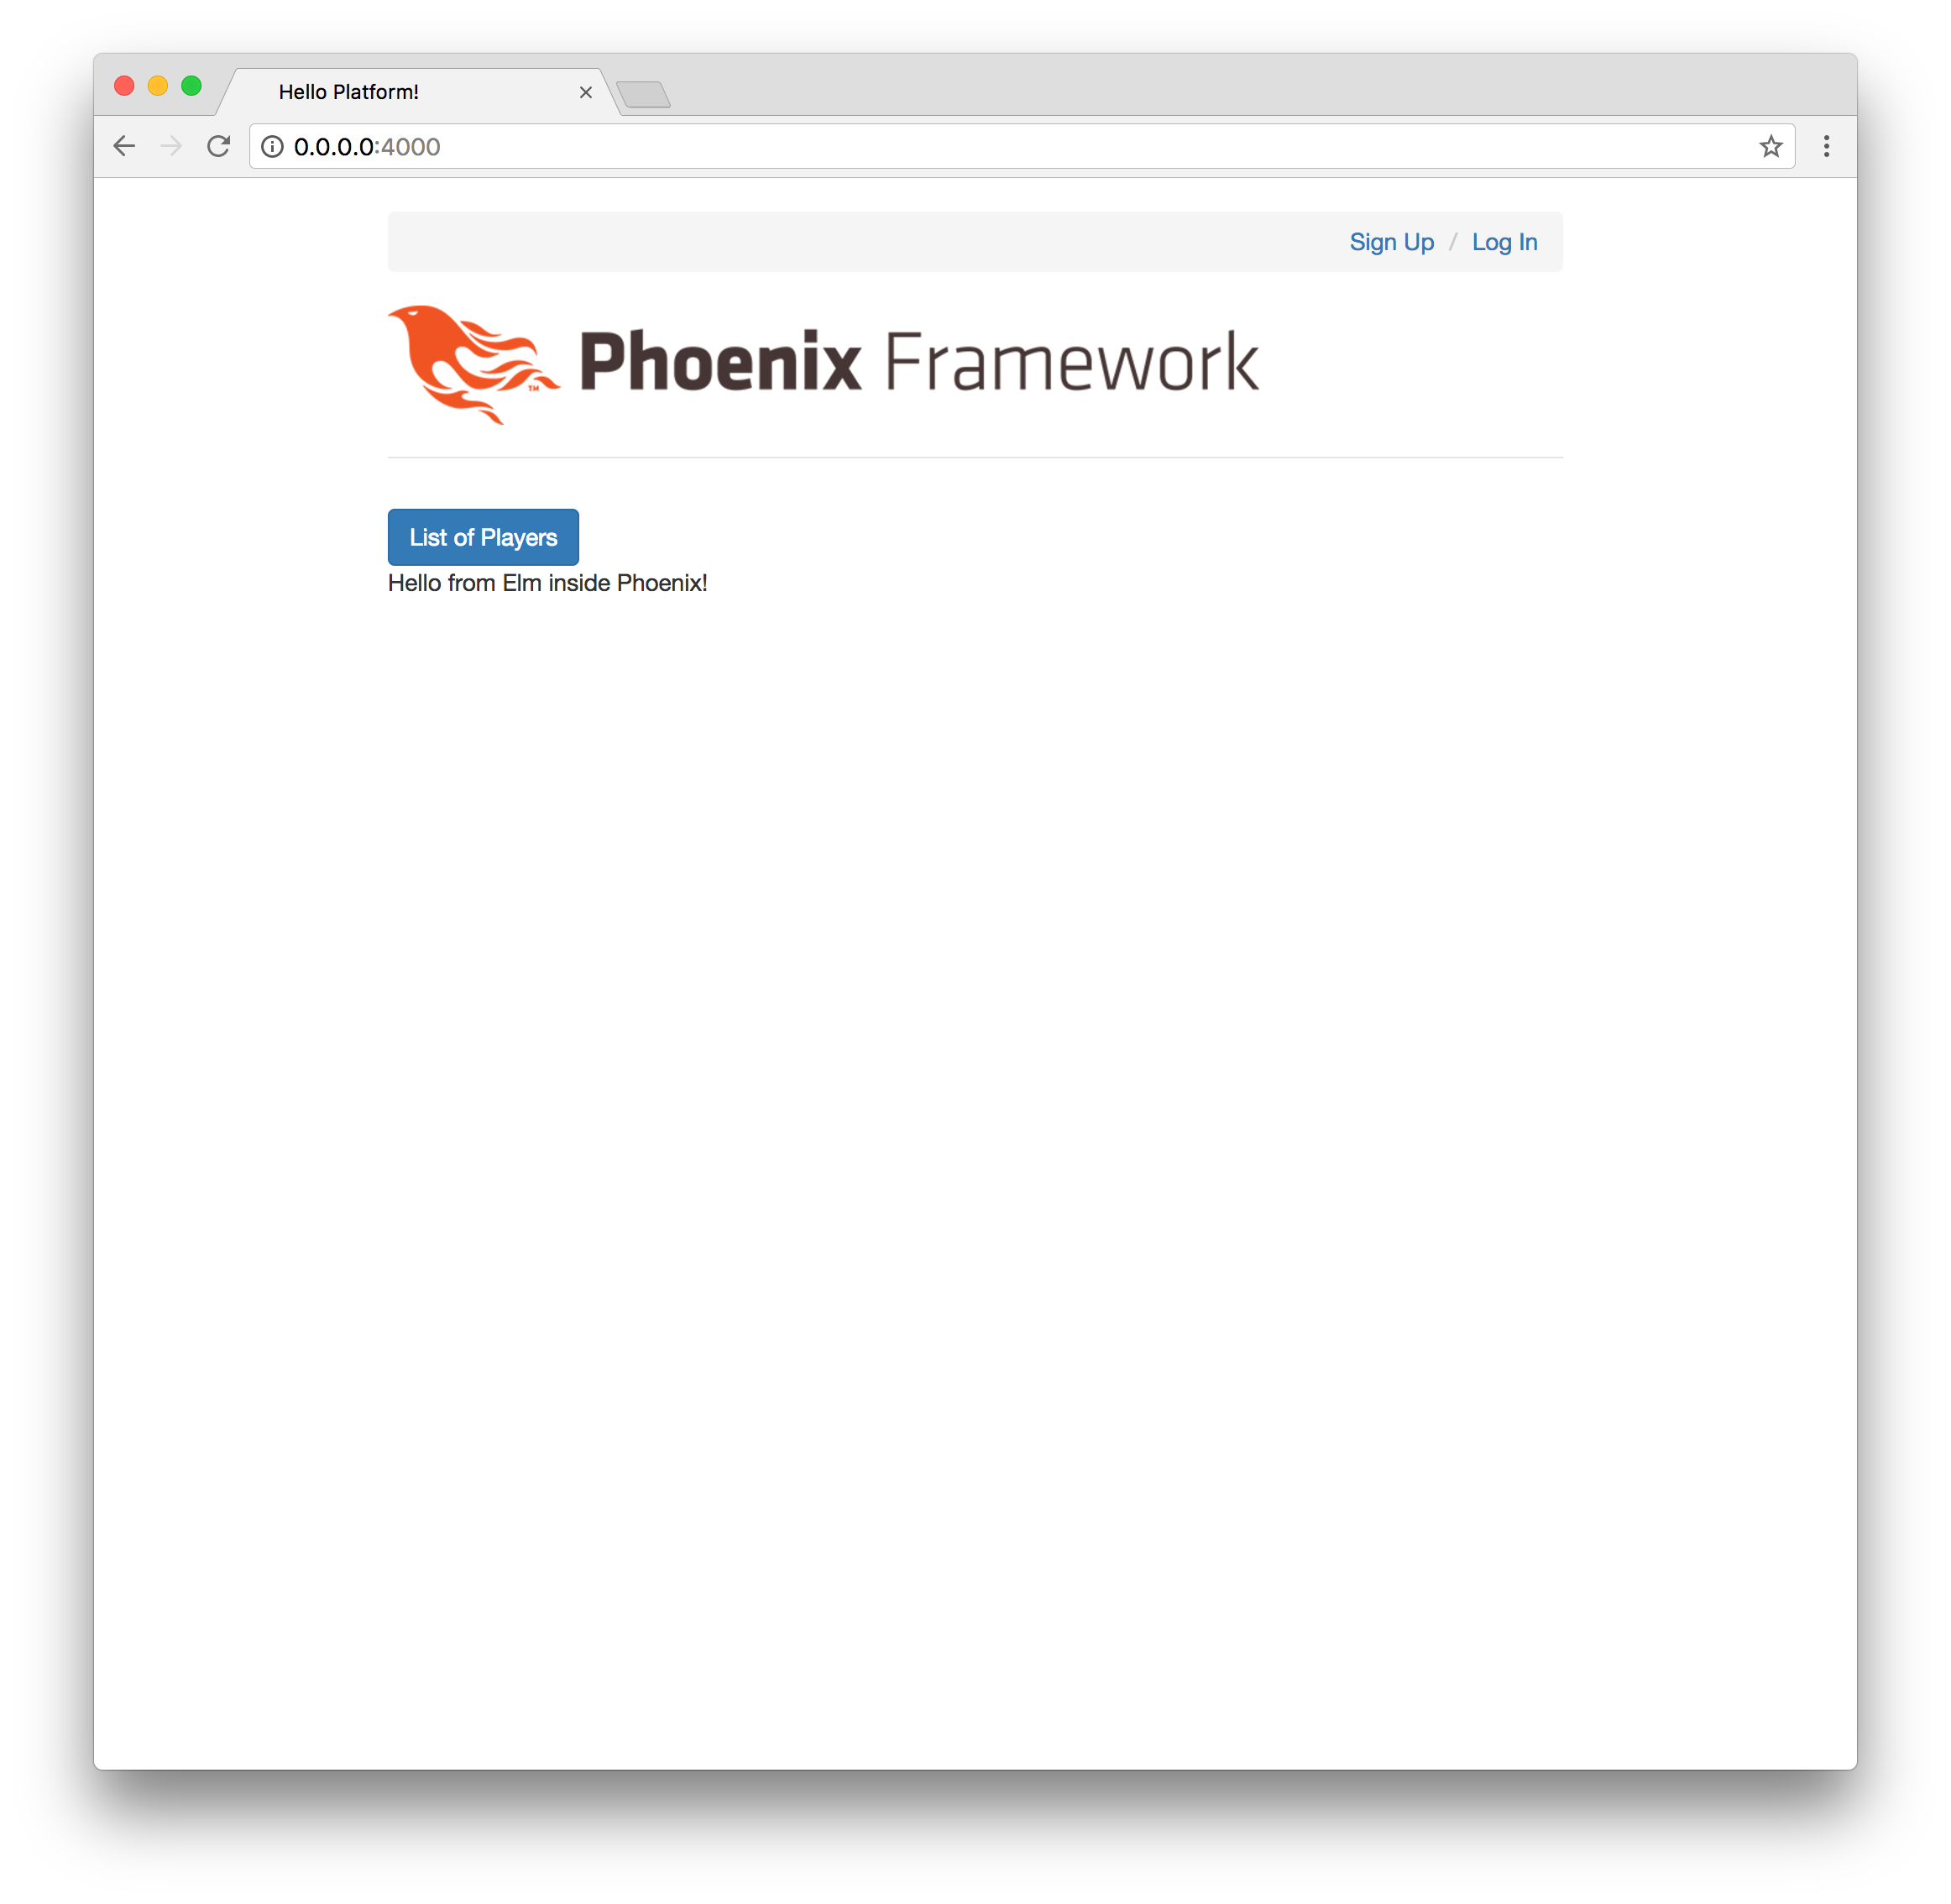 Hello Platform!
0.0.0.0:4000
Sign Up / Log In
Phoenix Framework
TM
List of Players
Hello from Elm inside Phoenix!